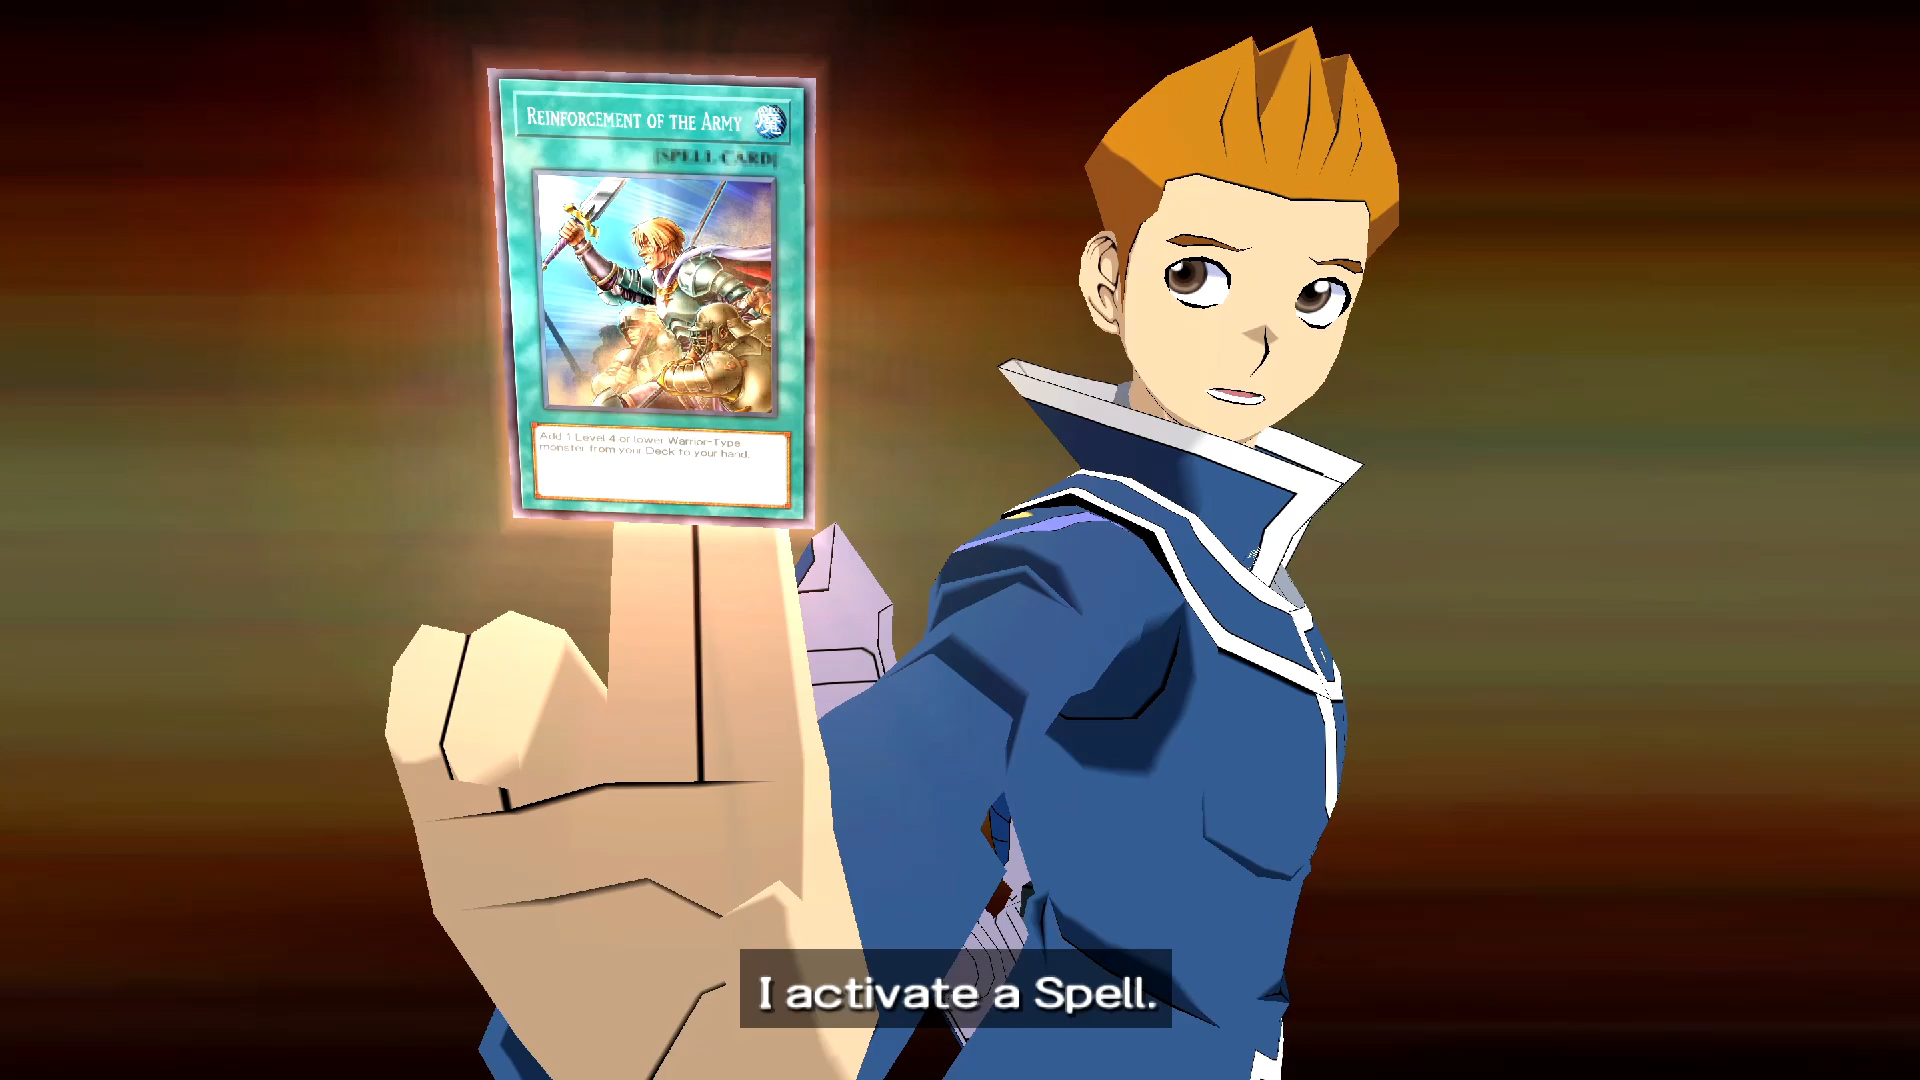 REINFORCEMENT OF THE ARMY 魔
[SPELL CARD]
Add 1 Level 4 or lower Warrior-Type
monster from your Deck to your hand.
I activate a Spell.